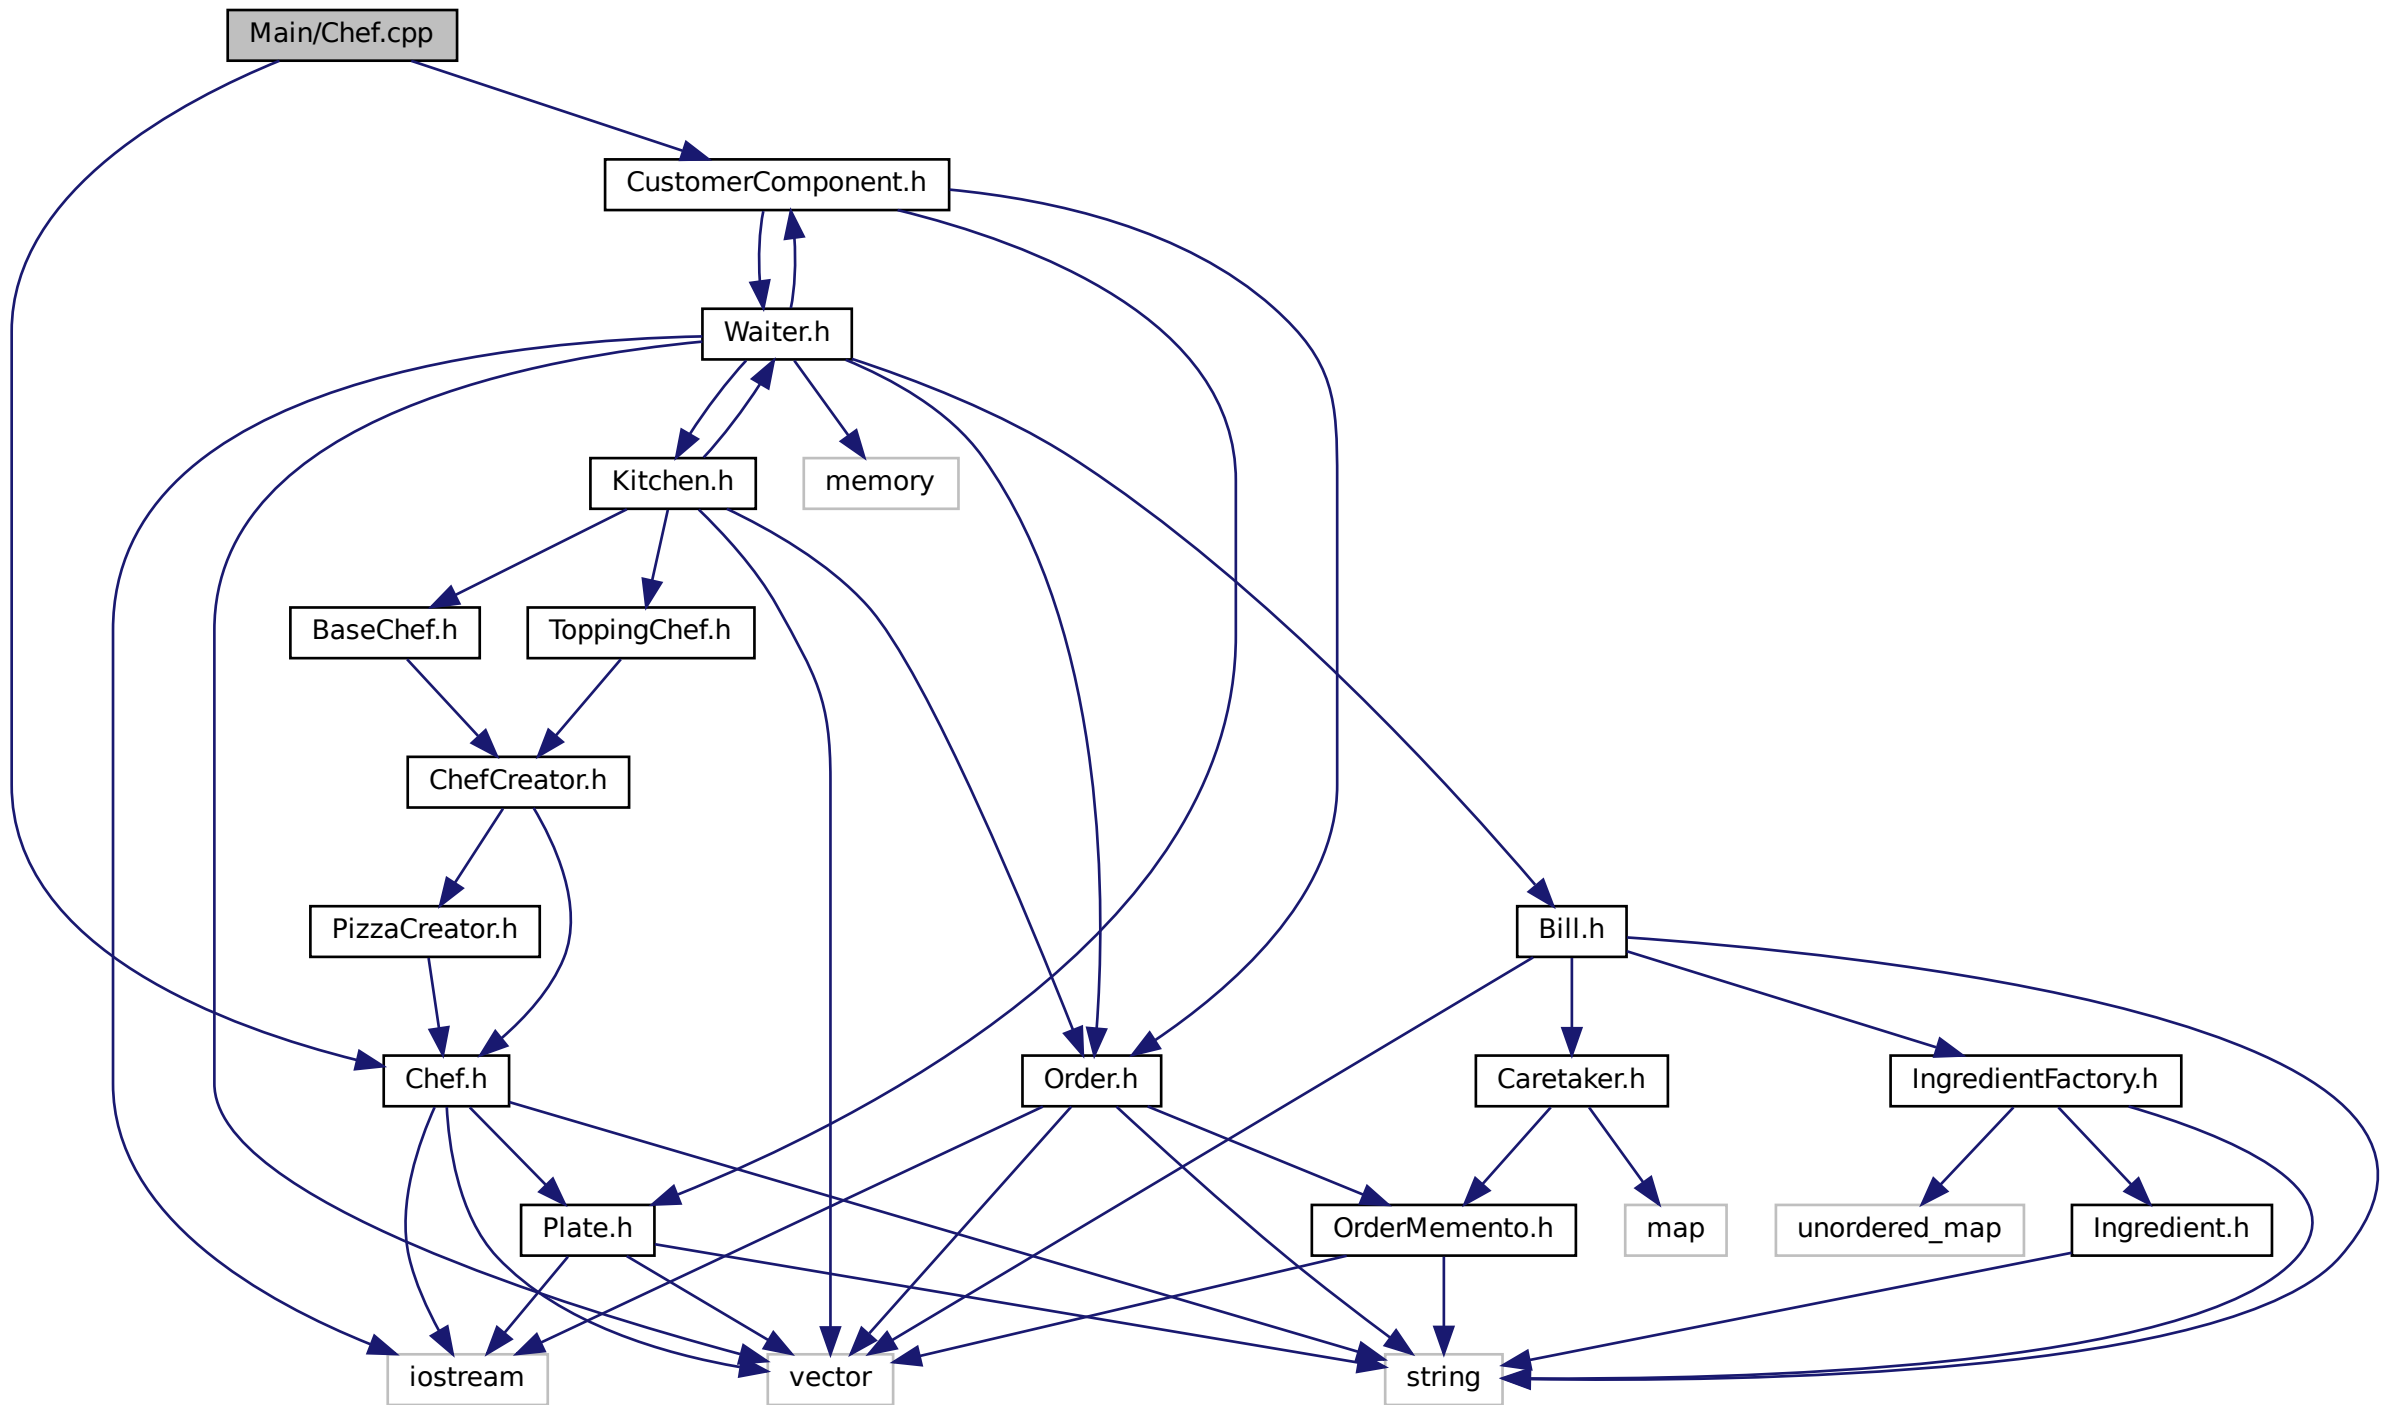 Main/Chef.cpp
CustomerComponent.h
Waiter.h
Kitchen.h
memory
BaseChef.h
ToppingChef.h
ChefCreator.h
PizzaCreator.h
Bill.h
Chef.h
Order.h
Caretaker.h
IngredientFactory.h
Plate.h
OrderMemento.h
map
unordered_map
Ingredient.h
iostream
vector
string